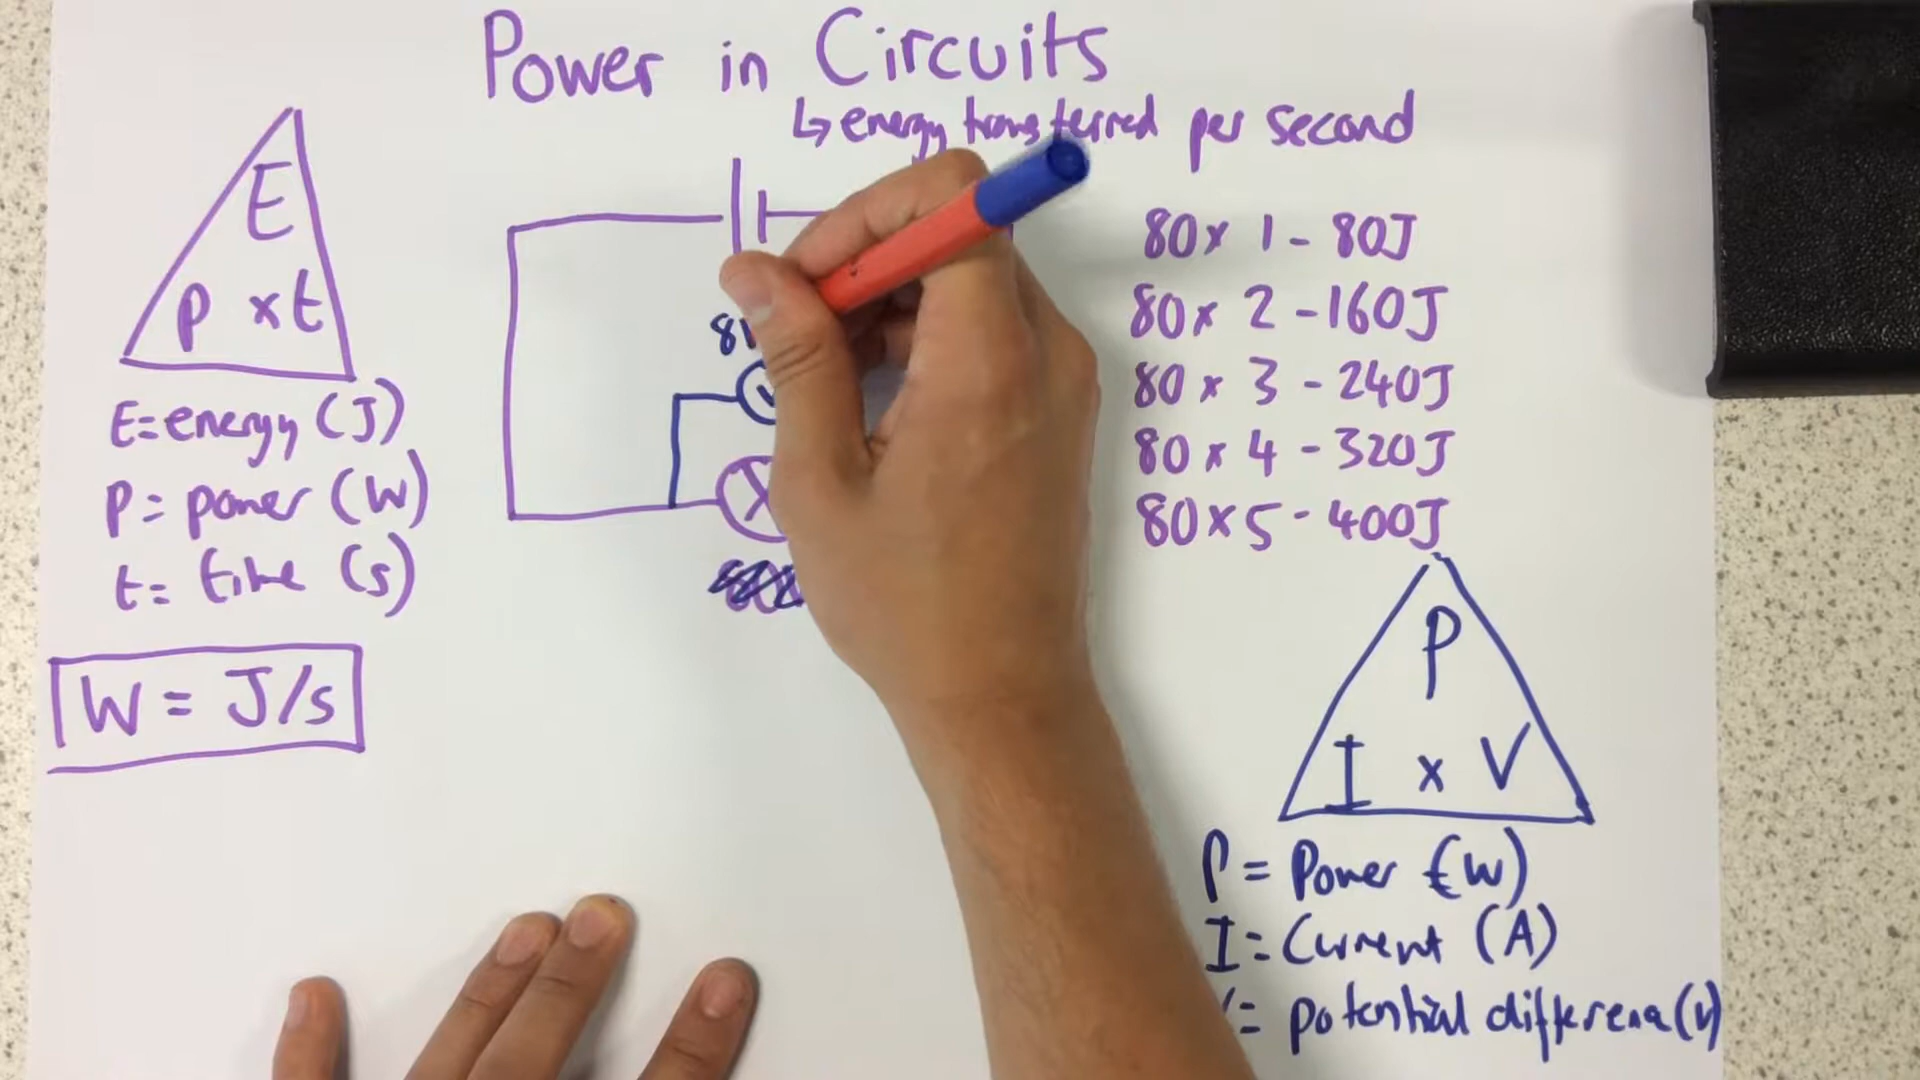 Power in Circuits
↳ energy transferred per second
E
P x t
E= energy (J)
P= power (W)
t= time (s)
W = J/s
80 x 1 - 80J
80 x 2 - 160J
80 x 3 - 240J
80 x 4 - 320J
80 x 5 - 400J
P
I x V
P = Power (W)
I = Current (A)
V= potential difference (V)